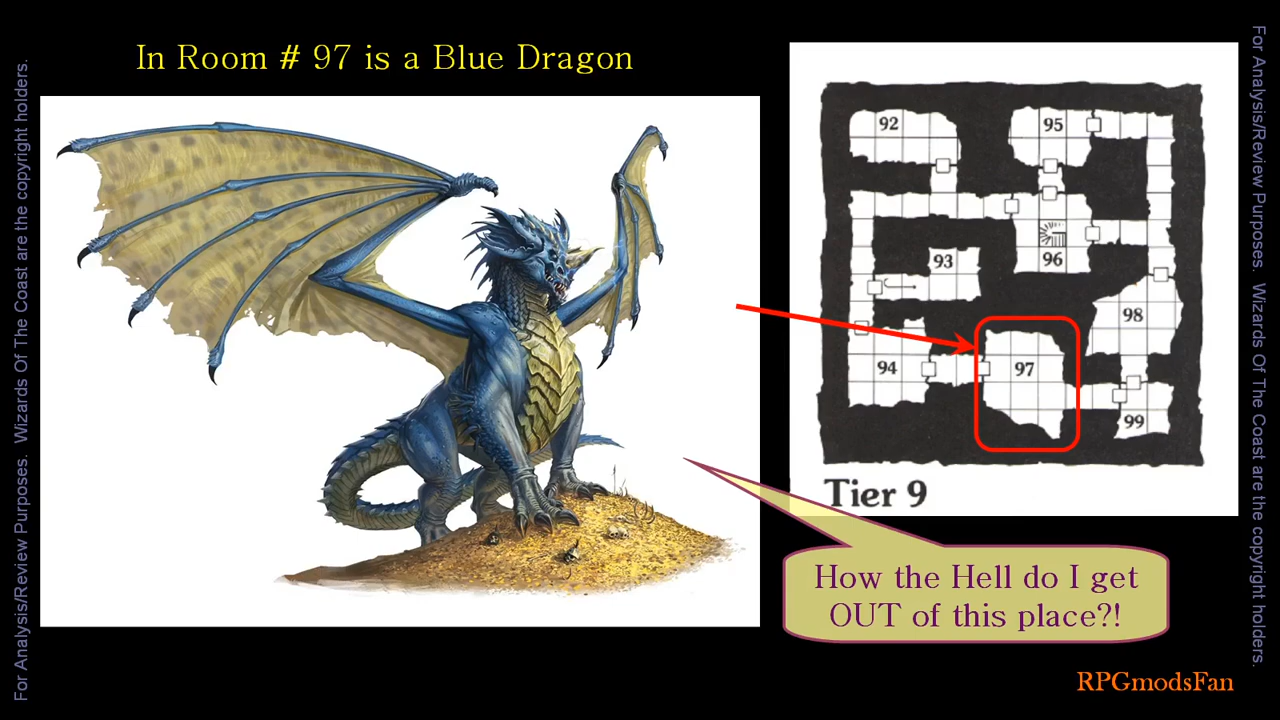 In Room # 97 is a Blue Dragon
For Analysis/Review Purposes. Wizards Of The Coast are the copyright holders.
92
95
93
96
98
94
97
99
Tier 9
How the Hell do I get
OUT of this place?!
For Analysis/Review Purposes. Wizards Of The Coast are the copyright holders.
RPGmodsFan